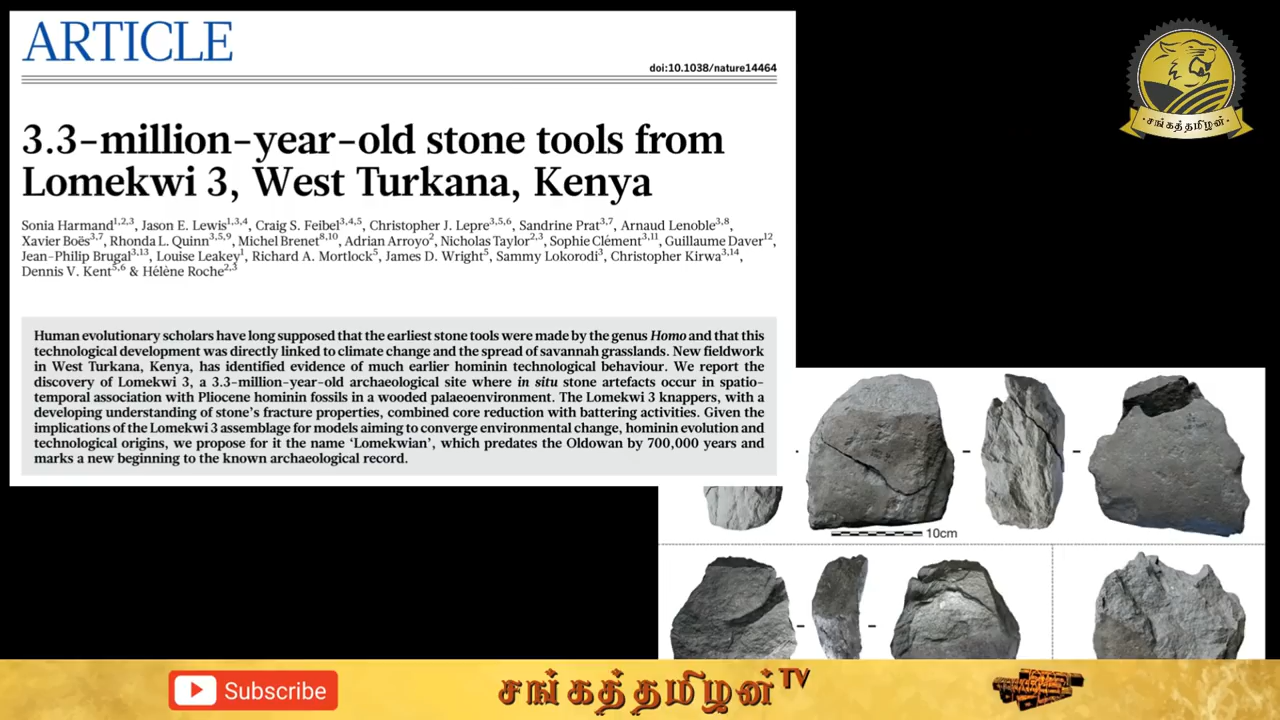 ARTICLE
doi:10.1038/nature14464
3.3-million-year-old stone tools from
Lomekwi 3, West Turkana, Kenya
Sonia Harmand1,2,3, Jason E. Lewis1,3,4, Craig S. Feibel3,4,5, Christopher J. Lepre3,5,6, Sandrine Prat3,7, Arnaud Lenoble3,8,
Xavier Boës3,7, Rhonda L. Quinn3,5,9, Michel Brenet8,10, Adrian Arroyo2, Nicholas Taylor2,3, Sophie Clément3,11, Guillaume Daver12,
Jean-Philip Brugal3,13, Louise Leakey1, Richard A. Mortlock5, James D. Wright5, Sammy Lokorodi3, Christopher Kirwa3,14,
Dennis V. Kent5,6 & Hélène Roche2,3
Human evolutionary scholars have long supposed that the earliest stone tools were made by the genus Homo and that this
technological development was directly linked to climate change and the spread of savannah grasslands. New fieldwork
in West Turkana, Kenya, has identified evidence of much earlier hominin technological behaviour. We report the
discovery of Lomekwi 3, a 3.3-million-year-old archaeological site where in situ stone artefacts occur in spatio-
temporal association with Pliocene hominin fossils in a wooded palaeoenvironment. The Lomekwi 3 knappers, with a
developing understanding of stone's fracture properties, combined core reduction with battering activities. Given the
implications of the Lomekwi 3 assemblage for models aiming to converge environmental change, hominin evolution and
technological origins, we propose for it the name 'Lomekwian', which predates the Oldowan by 700,000 years and
marks a new beginning to the known archaeological record.
சங்கத்தமிழன்
10cm
Subscribe
சங்கத்தமிழன் TV